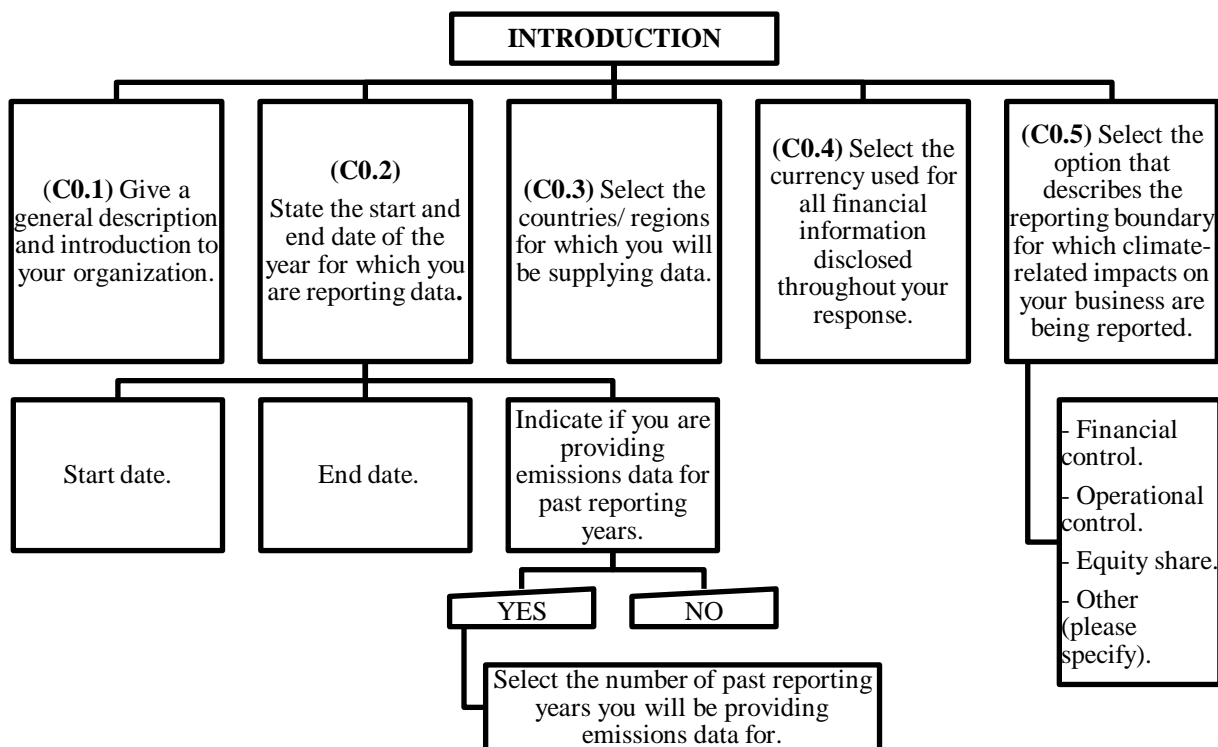 INTRODUCTION
(C0.1) Give a
general description
and introduction to
your organization.
(C0.2)
State the start and
end date of the
year for which you
are reporting data.
(C0.3) Select the
countries/ regions
for which you will
be supplying data.
(C0.4) Select the
currency used for
all financial
information
disclosed
throughout your
response.
(C0.5) Select the
option that
describes the
reporting boundary
for which climate-
related impacts on
your business are
being reported.
Start date.
End date.
Indicate if you are
providing
emissions data for
past reporting
years.
- Financial
control.
- Operational
control.
- Equity share.
- Other
(please
specify).
YES
NO
Select the number of past reporting
years you will be providing
emissions data for.